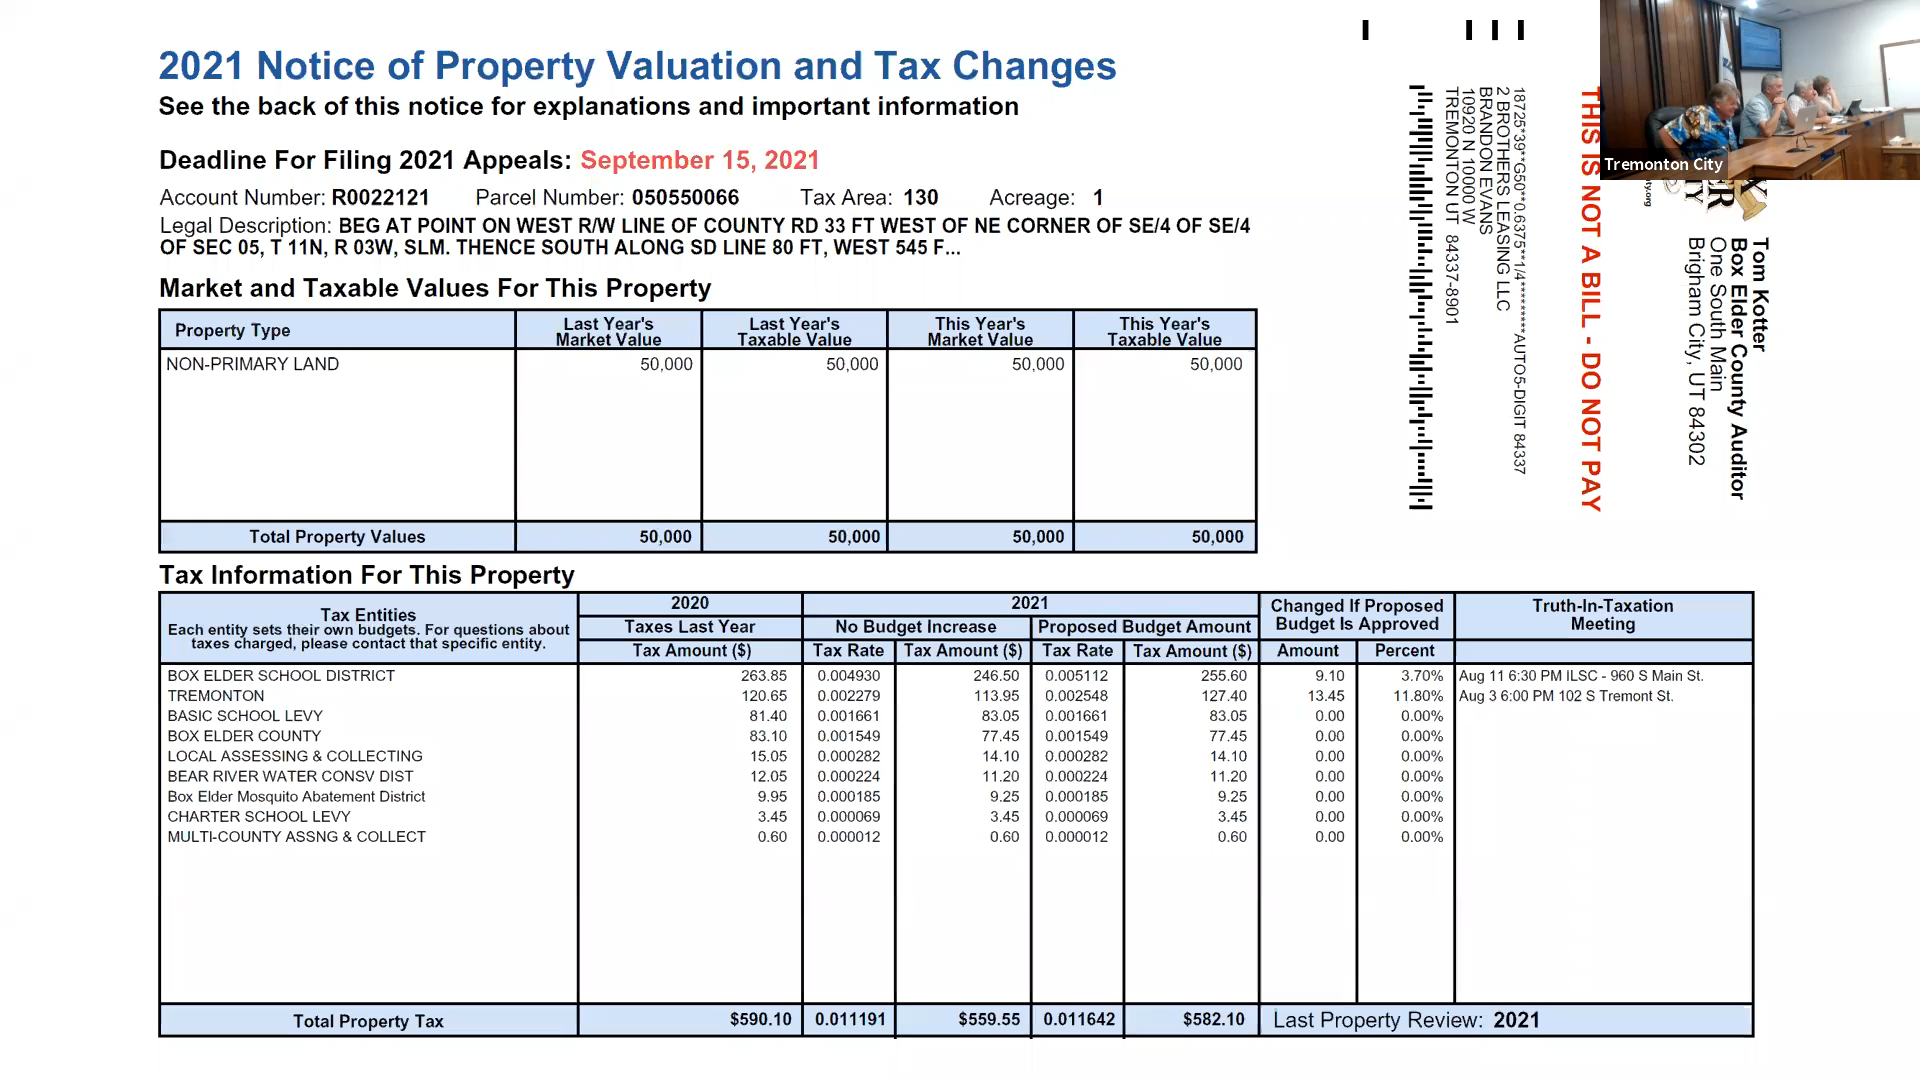 2021 Notice of Property Valuation and Tax Changes
See the back of this notice for explanations and important information
Deadline For Filing 2021 Appeals: September 15, 2021
Account Number: R0022121 Parcel Number: 050550066 Tax Area: 130 Acreage: 1
Legal Description: BEG AT POINT ON WEST R/W LINE OF COUNTY RD 33 FT WEST OF NE CORNER OF SE/4 OF SE/4
OF SEC 05, T 11N, R 03W, SLM. THENCE SOUTH ALONG SD LINE 80 FT, WEST 545 F...
Market and Taxable Values For This Property
Property Type Last Year's Market Value Last Year's Taxable Value This Year's Market Value This Year's Taxable Value
NON-PRIMARY LAND 50,000 50,000 50,000 50,000
Total Property Values 50,000 50,000 50,000 50,000
Tax Information For This Property
Tax Entities
Each entity sets their own budgets. For questions about
taxes charged, please contact that specific entity.
2020 2021 Changed If Proposed Budget Is Approved Truth-In-Taxation Meeting
Taxes Last Year No Budget Increase Proposed Budget Amount
Tax Amount ($) Tax Rate Tax Amount ($) Tax Rate Tax Amount ($) Amount Percent
BOX ELDER SCHOOL DISTRICT 263.85 0.004930 246.50 0.005112 255.60 9.10 3.70% Aug 11 6:30 PM ILSC - 960 S Main St.
TREMONTON 120.65 0.002279 113.95 0.002548 127.40 13.45 11.80% Aug 3 6:00 PM 102 S Tremont St.
BASIC SCHOOL LEVY 81.40 0.001661 83.05 0.001661 83.05 0.00 0.00%
BOX ELDER COUNTY 83.10 0.001549 77.45 0.001549 77.45 0.00 0.00%
LOCAL ASSESSING & COLLECTING 15.05 0.000282 14.10 0.000282 14.10 0.00 0.00%
BEAR RIVER WATER CONSV DIST 12.05 0.000224 11.20 0.000224 11.20 0.00 0.00%
Box Elder Mosquito Abatement District 9.95 0.000185 9.25 0.000185 9.25 0.00 0.00%
CHARTER SCHOOL LEVY 3.45 0.000069 3.45 0.000069 3.45 0.00 0.00%
MULTI-COUNTY ASSNG & COLLECT 0.60 0.000012 0.60 0.000012 0.60 0.00 0.00%
Total Property Tax $590.10 0.011191 $559.55 0.011642 $582.10 Last Property Review: 2021
18725*39**G50**0.6375**1/4*********AUTO5-DIGIT 84337
2 BROTHERS LEASING LLC
BRANDON EVANS
10920 N 10000 W
TREMONTON UT 84337-8901
THIS IS NOT A BILL - DO NOT PAY
Tom Kotter
Box Elder County Auditor
One South Main
Brigham City, UT 84302
Tremonton City